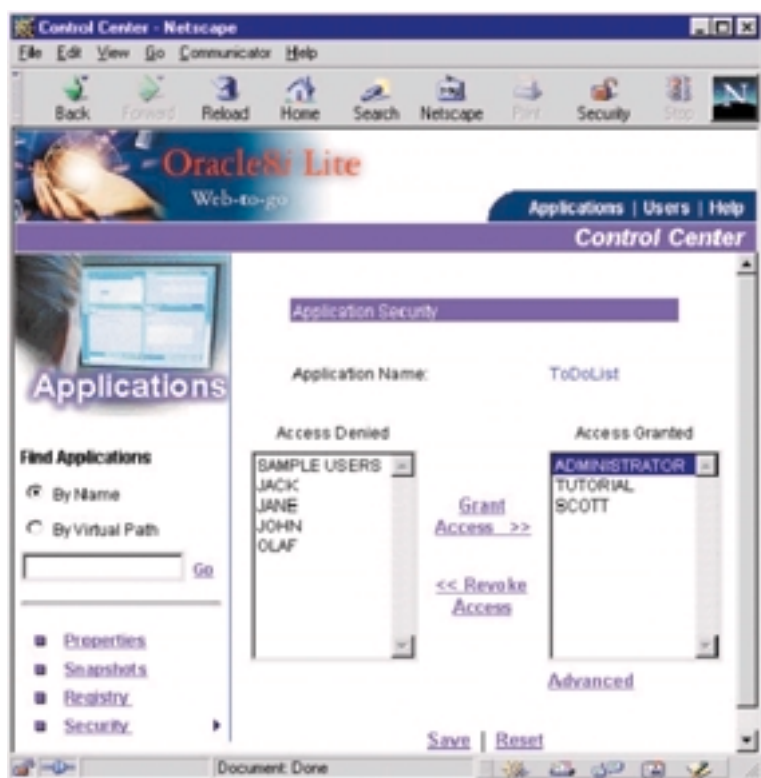 Control Center - Netscape
File Edit View Go Communicator Help
Back Forward Reload Home Search Netscape Print Security Stop
N
Oracle8i Lite
Web-to-go
Applications | Users | Help
Control Center
Applications
Application Security
Application Name: ToDoList
Access Denied
Access Granted
Find Applications
By Name
By Virtual Path
Go
SAMPLE USERS
JACK
JANE
JOHN
OLAF
Grant
Access >>
<< Revoke
Access
ADMINISTRATOR
TUTORIAL
SCOTT
Advanced
Properties
Snapshots
Registry
Security
Save | Reset
Document: Done